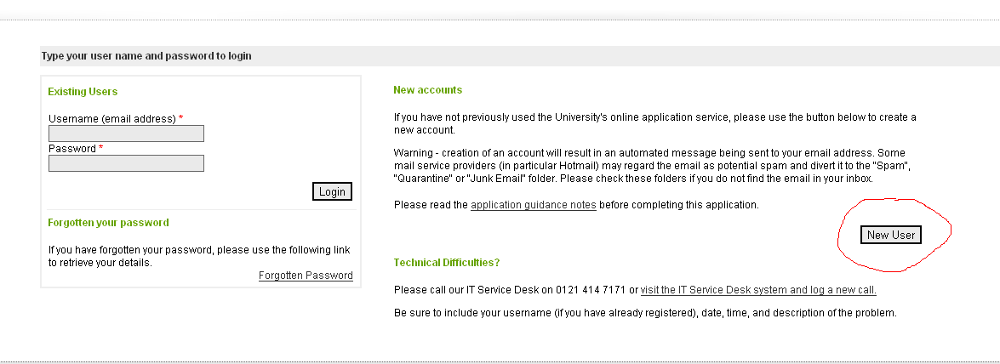 Type your user name and password to login
Existing Users
Username (email address) *
Password *
Login
Forgotten your password
If you have forgotten your password, please use the following link
to retrieve your details.
Forgotten Password
New accounts
If you have not previously used the University's online application service, please use the button below to create a
new account.
Warning - creation of an account will result in an automated message being sent to your email address. Some
mail service providers (in particular Hotmail) may regard the email as potential spam and divert it to the "Spam",
"Quarantine" or "Junk Email" folder. Please check these folders if you do not find the email in your inbox.
Please read the application guidance notes before completing this application.
New User
Technical Difficulties?
Please call our IT Service Desk on 0121 414 7171 or visit the IT Service Desk system and log a new call.
Be sure to include your username (if you have already registered), date, time, and description of the problem.